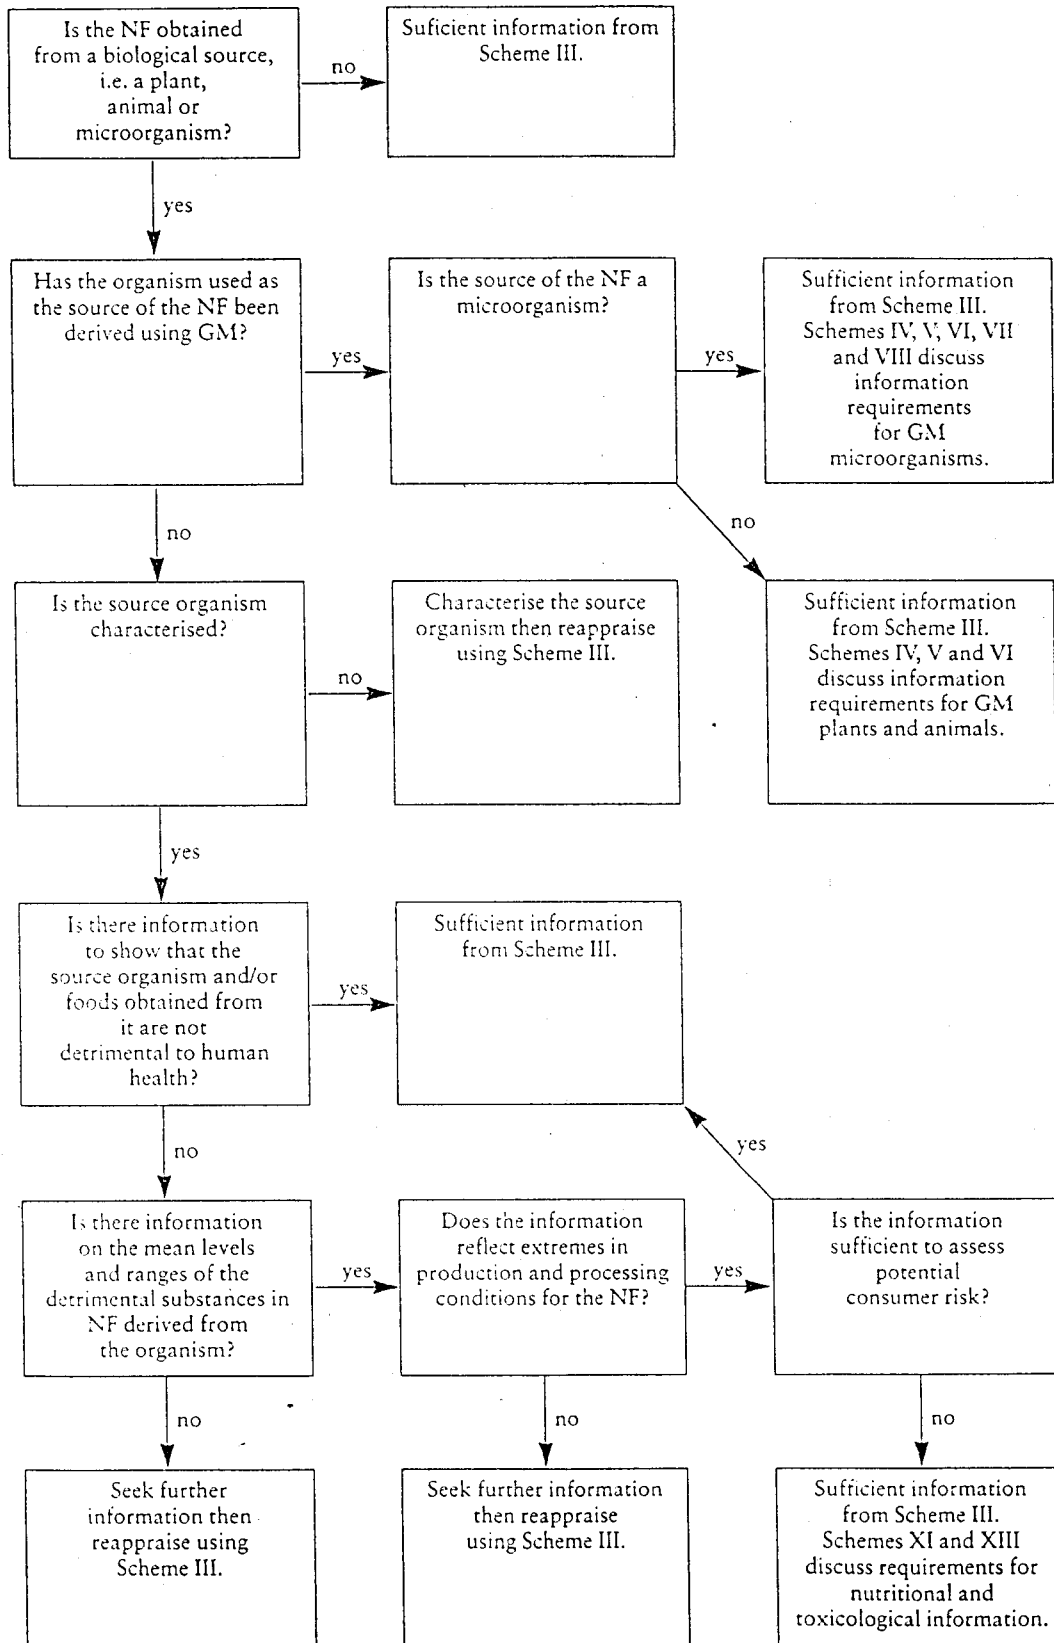 Is the NF obtained
from a biological source,
i.e. a plant,
animal or
microorganism?
no
Suficient information from
Scheme III.
yes
Has the organism used as
the source of the NF been
derived using GM?
yes
Is the source of the NF a
microorganism?
yes
Sufficient information
from Scheme III.
Schemes IV, V, VI, VII
and VIII discuss
information
requirements
for GM
microorganisms.
no
no
Is the source organism
characterised?
no
Characterise the source
organism then reappraise
using Scheme III.
Sufficient information
from Scheme III.
Schemes IV, V and VI
discuss information
requirements for GM
plants and animals.
yes
Is there information
to show that the
source organism and/or
foods obtained from
it are not
detrimental to human
health?
yes
Sufficient information
from Scheme III.
no
yes
Is there information
on the mean levels
and ranges of the
detrimental substances in
NF derived from
the organism?
yes
Does the information
reflect extremes in
production and processing
conditions for the NF?
yes
Is the information
sufficient to assess
potential
consumer risk?
no
no
no
Seek further
information then
reappraise using
Scheme III.
Seek further information
then reappraise
using Scheme III.
Sufficient information
from Scheme III.
Schemes XI and XIII
discuss requirements for
nutritional and
toxicological information.